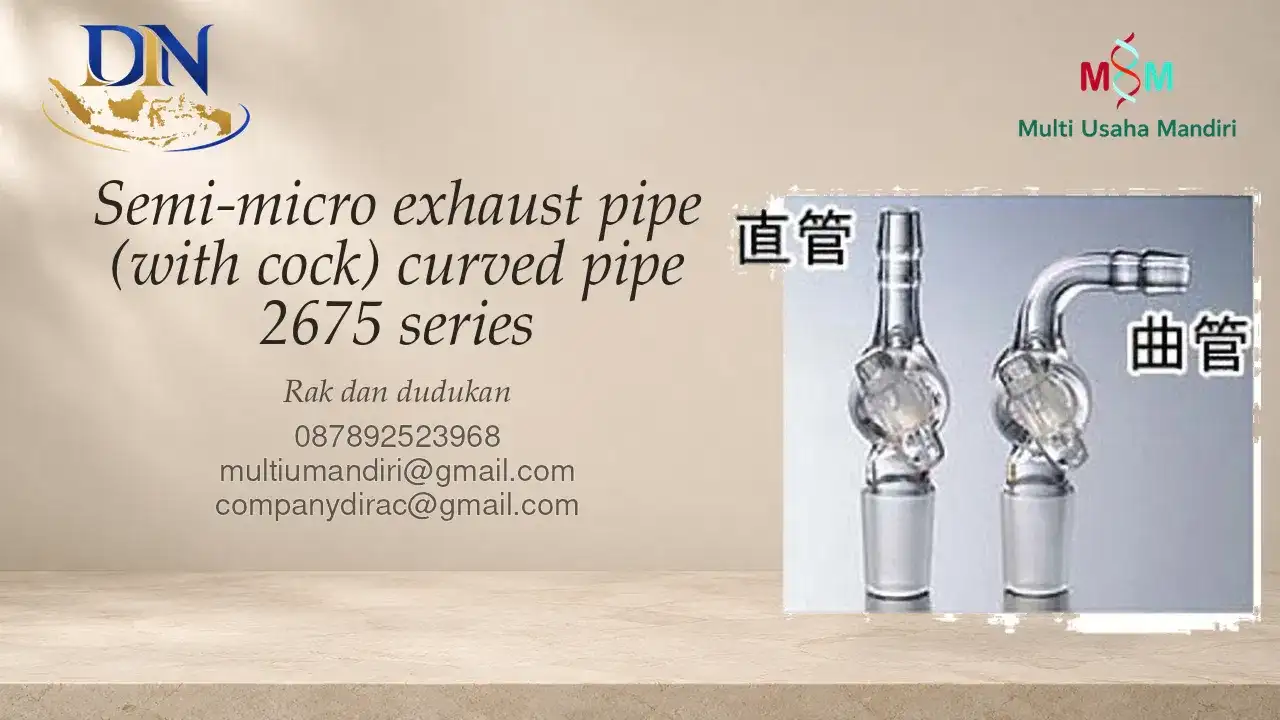 DIN
M M
Multi Usaha Mandiri
Semi-micro exhaust pipe
(with cock) curved pipe
2675 series
Rak dan dudukan
087892523968
multiumandiri@gmail.com
companydirac@gmail.com
直管
曲管